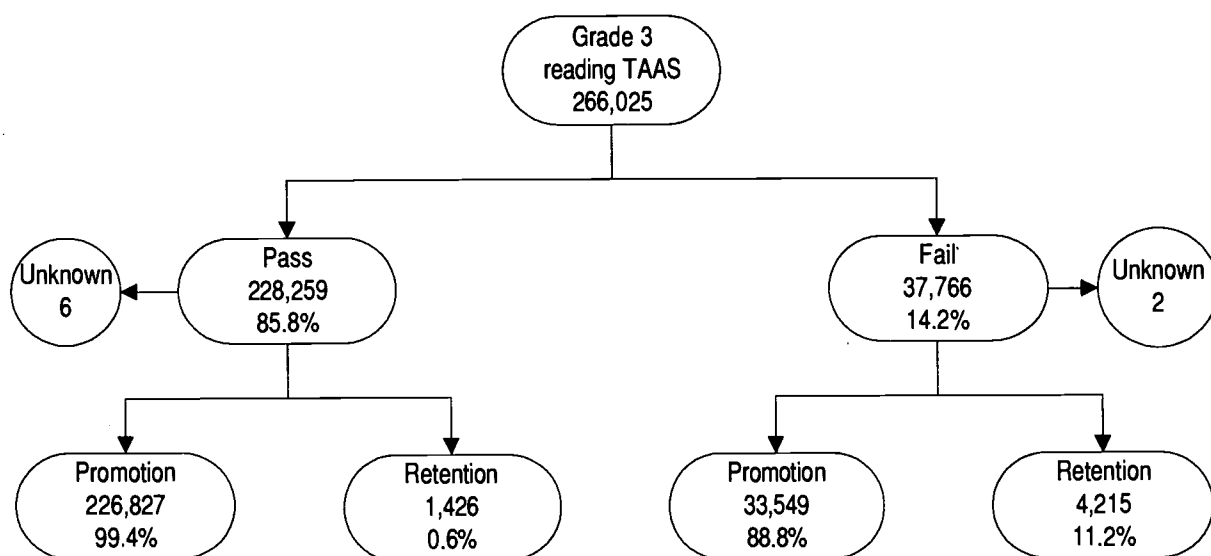 Grade 3
reading TAAS
266,025
Unknown
6
Pass
228,259
85.8%
Fail
37,766
14.2%
Unknown
2
Promotion
226,827
99.4%
Retention
1,426
0.6%
Promotion
33,549
88.8%
Retention
4,215
11.2%